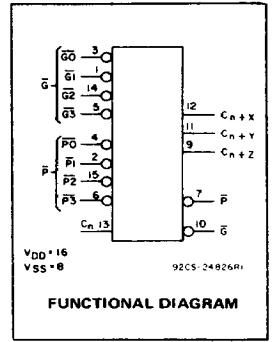 G̅0̅ 3
G̅1̅ 1
G̅ G̅2̅ 14
G̅3̅ 5
12 Cn+X
11 Cn+Y
9 Cn+Z
P̅0̅ 4
P̅1̅ 2
P̅ P̅2̅ 15
P̅3̅ 6
7 P̅
Cn 13
10 G̅
VDD = 16
VSS = 8
92CS-24826R1
FUNCTIONAL DIAGRAM